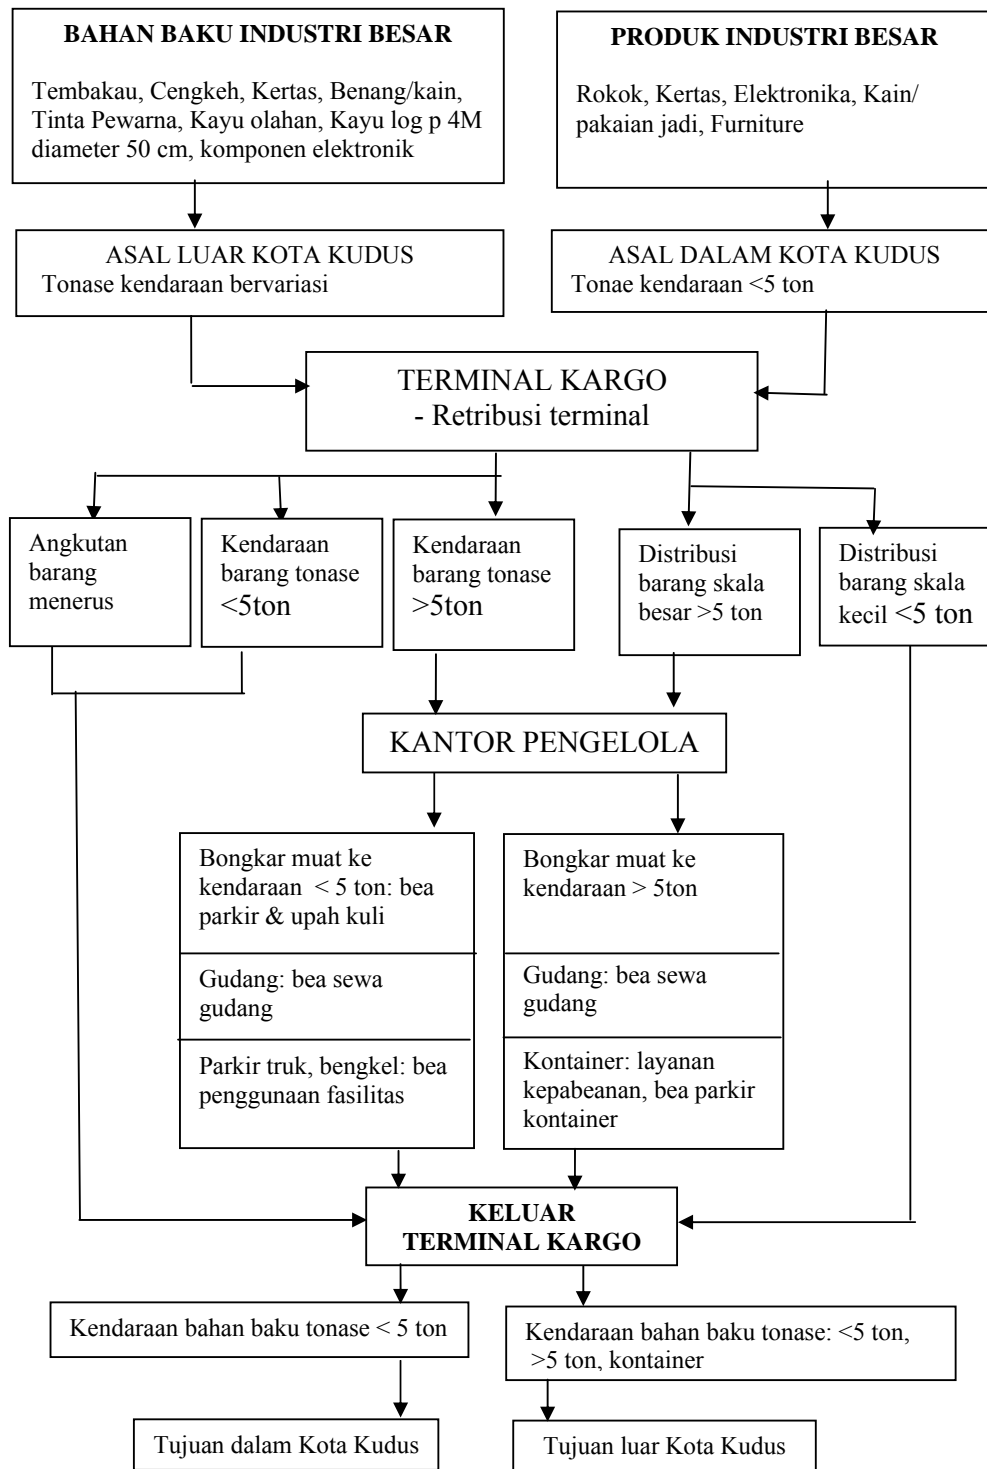 BAHAN BAKU INDUSTRI BESAR
Tembakau, Cengkeh, Kertas, Benang/kain,
Tinta Pewarna, Kayu olahan, Kayu log p 4M
diameter 50 cm, komponen elektronik
PRODUK INDUSTRI BESAR
Rokok, Kertas, Elektronika, Kain/
pakaian jadi, Furniture
ASAL LUAR KOTA KUDUS
Tonase kendaraan bervariasi
ASAL DALAM KOTA KUDUS
Tonae kendaraan <5 ton
TERMINAL KARGO
- Retribusi terminal
Angkutan
barang
menerus
Kendaraan
barang tonase
<5ton
Kendaraan
barang tonase
>5ton
Distribusi
barang skala
besar >5 ton
Distribusi
barang skala
kecil <5 ton
KANTOR PENGELOLA
Bongkar muat ke
kendaraan < 5 ton: bea
parkir & upah kuli
Gudang: bea sewa
gudang
Parkir truk, bengkel: bea
penggunaan fasilitas
Bongkar muat ke
kendaraan > 5ton
Gudang: bea sewa
gudang
Kontainer: layanan
kepabeanan, bea parkir
kontainer
KELUAR
TERMINAL KARGO
Kendaraan bahan baku tonase < 5 ton
Kendaraan bahan baku tonase: <5 ton,
>5 ton, kontainer
Tujuan dalam Kota Kudus
Tujuan luar Kota Kudus